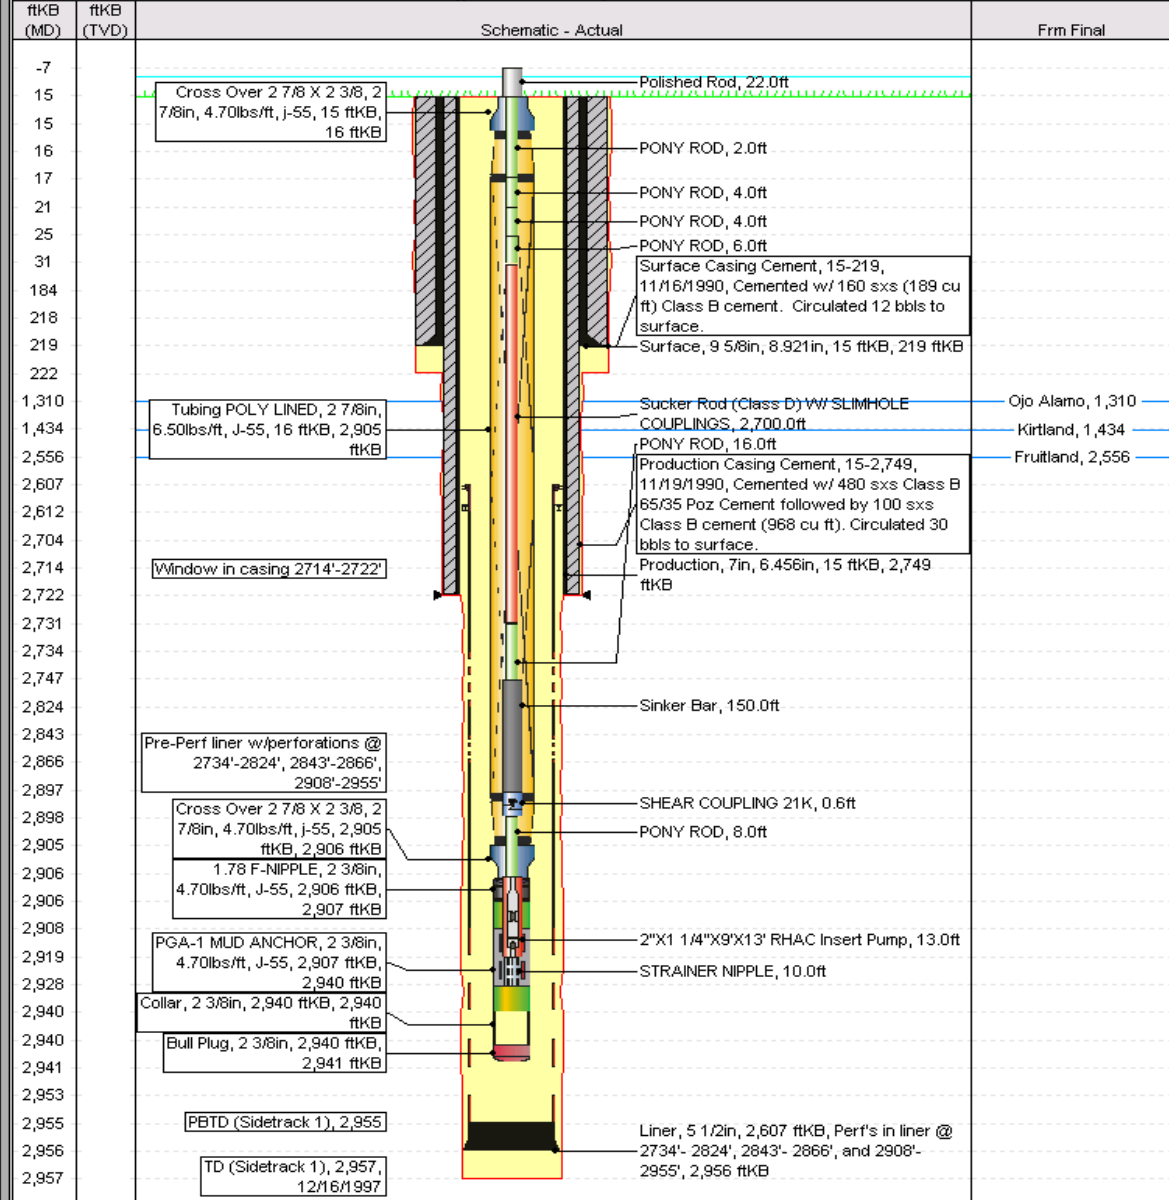 ftKB
(MD)
ftKB
(TVD)
Schematic - Actual
Frm Final
-7
15
15
16
17
21
25
31
184
218
219
222
1,310
1,434
2,556
2,607
2,612
2,704
2,714
2,722
2,731
2,734
2,747
2,824
2,843
2,866
2,897
2,898
2,905
2,906
2,906
2,908
2,919
2,928
2,940
2,940
2,941
2,953
2,955
2,956
2,957
Cross Over 2 7/8 X 2 3/8, 2
7/8in, 4.70lbs/ft, j-55, 15 ftKB,
16 ftKB
Tubing POLY LINED, 2 7/8in,
6.50lbs/ft, J-55, 16 ftKB, 2,905
ftKB
Window in casing 2714'-2722'
Pre-Perf liner w/perforations @
2734'-2824', 2843'-2866',
2908'-2955'
Cross Over 2 7/8 X 2 3/8, 2
7/8in, 4.70lbs/ft, j-55, 2,905
ftKB, 2,906 ftKB
1.78 F-NIPPLE, 2 3/8in,
4.70lbs/ft, J-55, 2,906 ftKB,
2,907 ftKB
PGA-1 MUD ANCHOR, 2 3/8in,
4.70lbs/ft, J-55, 2,907 ftKB,
2,940 ftKB
Collar, 2 3/8in, 2,940 ftKB, 2,940
ftKB
Bull Plug, 2 3/8in, 2,940 ftKB,
2,941 ftKB
PBTD (Sidetrack 1), 2,955
TD (Sidetrack 1), 2,957,
12/16/1997
Polished Rod, 22.0ft
PONY ROD, 2.0ft
PONY ROD, 4.0ft
PONY ROD, 4.0ft
PONY ROD, 6.0ft
Surface Casing Cement, 15-219,
11/16/1990, Cemented w/ 160 sxs (189 cu
ft) Class B cement.  Circulated 12 bbls to
surface.
Surface, 9 5/8in, 8.921in, 15 ftKB, 219 ftKB
Sucker Rod (Class D) W/ SLIMHOLE
COUPLINGS, 2,700.0ft
PONY ROD, 16.0ft
Production Casing Cement, 15-2,749,
11/19/1990, Cemented w/ 480 sxs Class B
65/35 Poz Cement followed by 100 sxs
Class B cement (968 cu ft). Circulated 30
bbls to surface.
Production, 7in, 6.456in, 15 ftKB, 2,749
ftKB
Sinker Bar, 150.0ft
SHEAR COUPLING 21K, 0.6ft
PONY ROD, 8.0ft
2"X1 1/4"X9'X13' RHAC Insert Pump, 13.0ft
STRAINER NIPPLE, 10.0ft
Liner, 5 1/2in, 2,607 ftKB, Perf's in liner @
2734'- 2824', 2843'- 2866', and 2908'-
2955', 2,956 ftKB
Ojo Alamo, 1,310
Kirtland, 1,434
Fruitland, 2,556